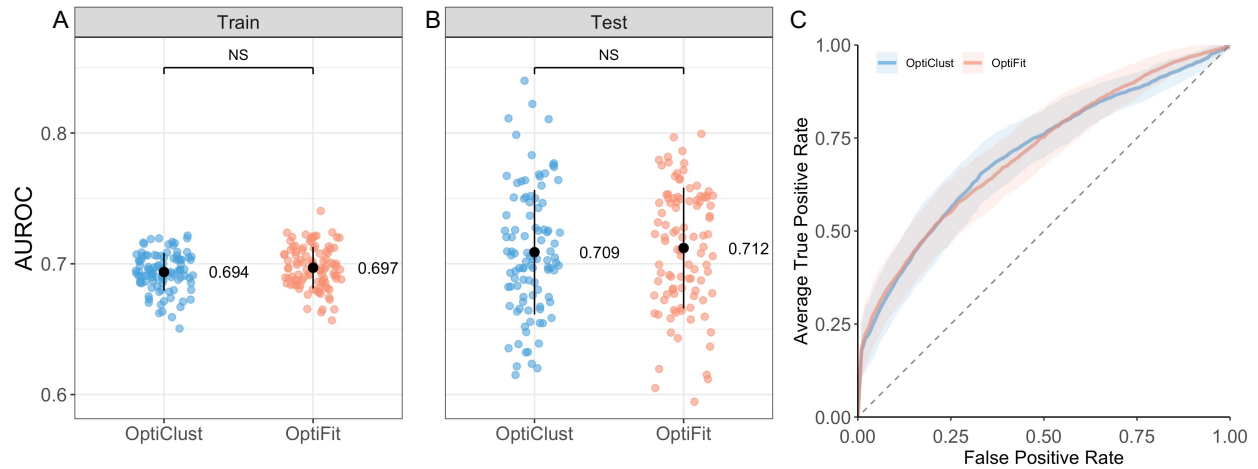 A
Train
AUROC
0.8
0.7
0.6
NS
0.694
0.697
OptiClust
OptiFit
B
Test
NS
0.709
0.712
OptiClust
OptiFit
C
Average True Positive Rate
1.00
0.75
0.50
0.25
0.00
OptiClust
OptiFit
0.00
0.25
0.50
0.75
1.00
False Positive Rate